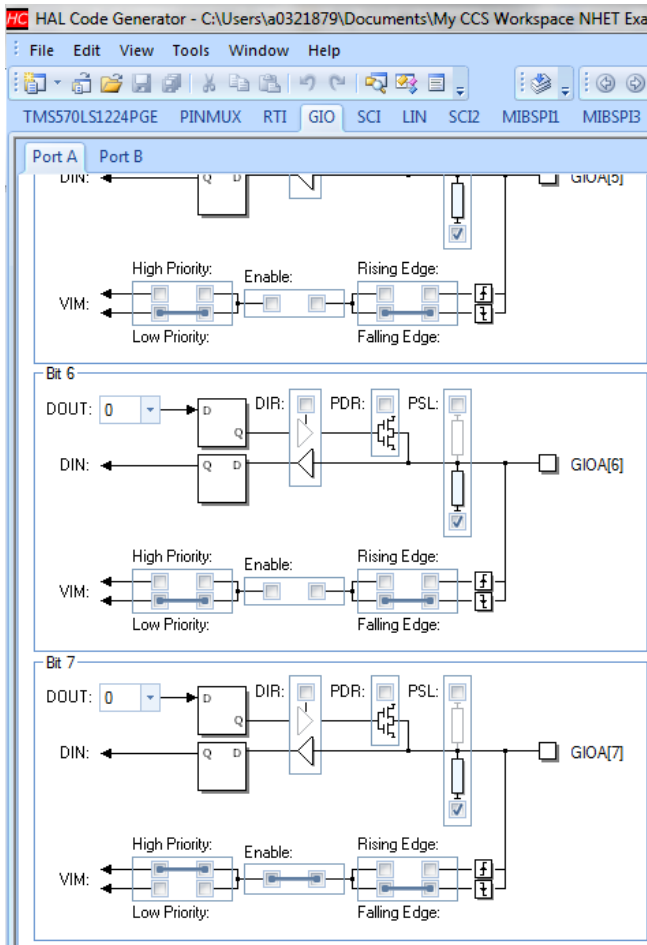 HC HAL Code Generator - C:\Users\a0321879\Documents\My CCS Workspace NHET Exa
File Edit View Tools Window Help
TMS570LS1224PGE PINMUX RTI GIO SCI LIN SCI2 MIBSPI1 MIBSPI3
Port A Port B
DIN: Q D GIOA[5]
High Priority: Enable: Rising Edge:
VIM:
Low Priority: Falling Edge:
Bit 6
DOUT: 0 D Q DIR: PDR: PSL:
DIN: Q D GIOA[6]
High Priority: Enable: Rising Edge:
VIM:
Low Priority: Falling Edge:
Bit 7
DOUT: 0 D Q DIR: PDR: PSL:
DIN: Q D GIOA[7]
High Priority: Enable: Rising Edge:
VIM:
Low Priority: Falling Edge: